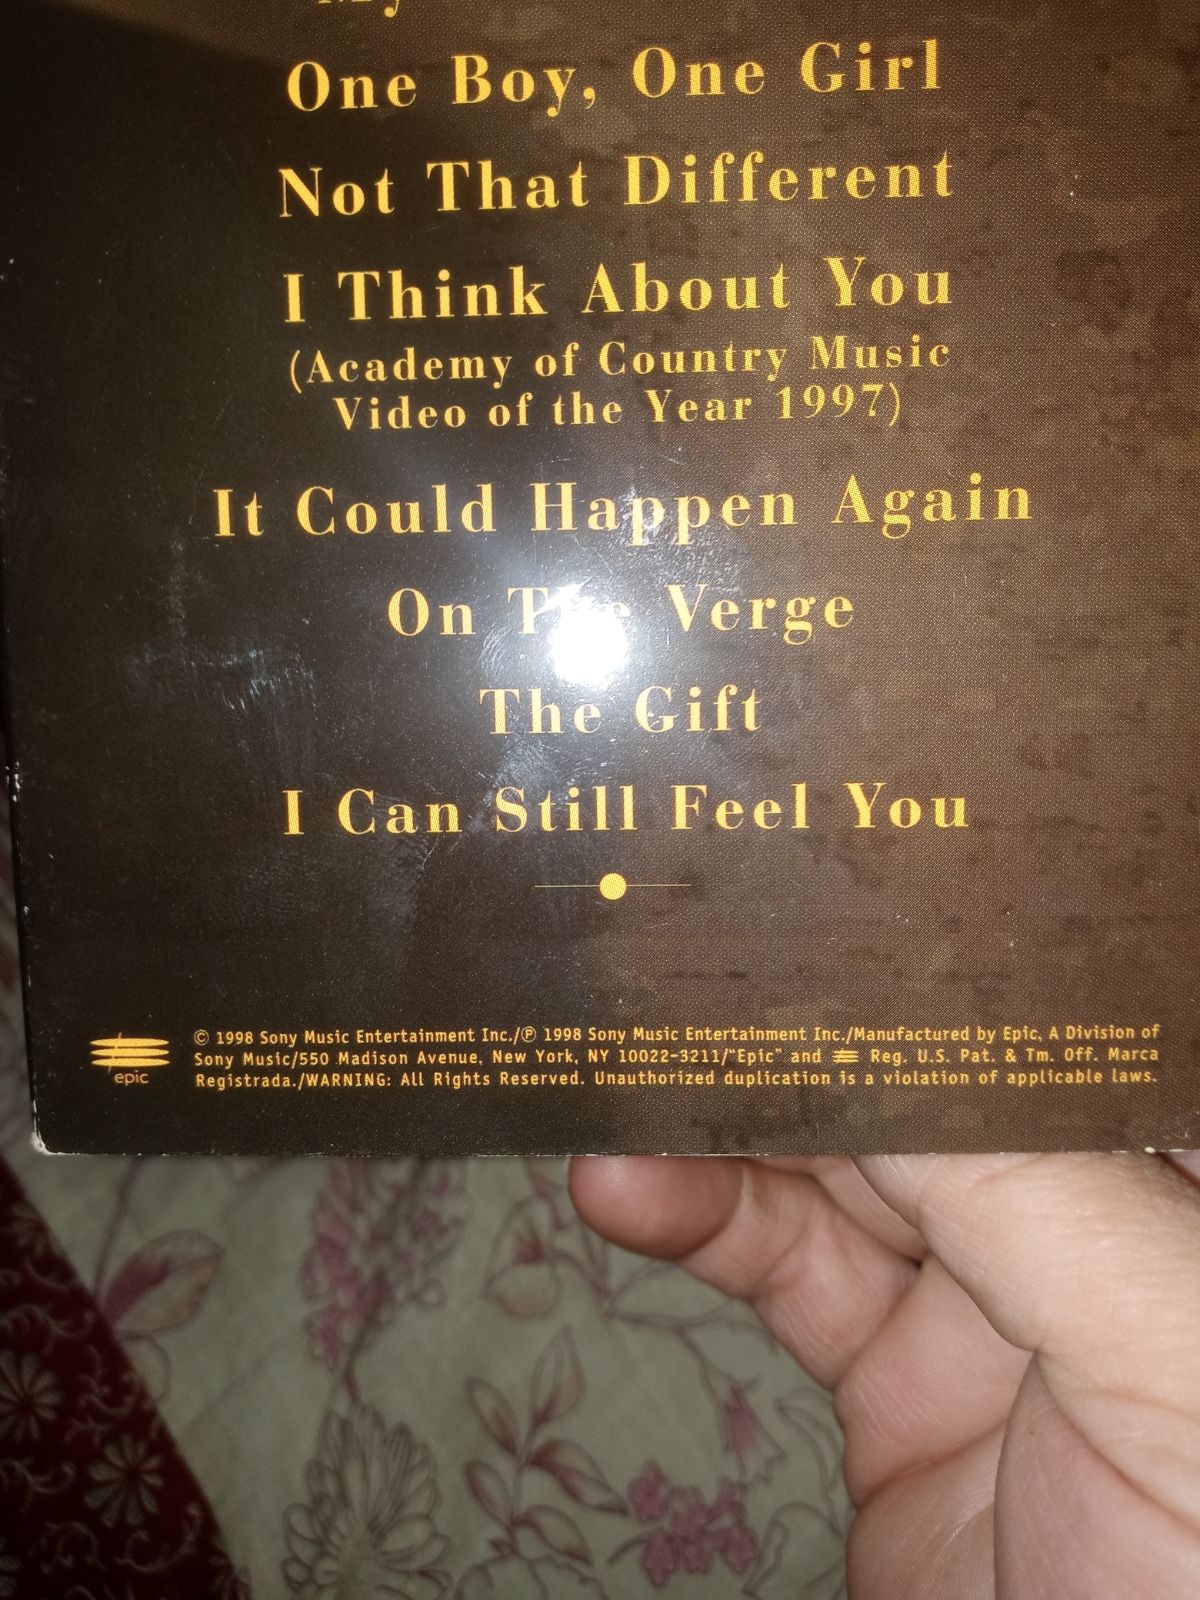 My
One Boy, One Girl
Not That Different
I Think About You
(Academy of Country Music
Video of the Year 1997)
It Could Happen Again
On The Verge
The Gift
I Can Still Feel You
epic
© 1998 Sony Music Entertainment Inc./℗ 1998 Sony Music Entertainment Inc./Manufactured by Epic, A Division of
Sony Music/550 Madison Avenue, New York, NY 10022-3211/"Epic" and Reg. U.S. Pat. & Tm. Off. Marca
Registrada./WARNING: All Rights Reserved. Unauthorized duplication is a violation of applicable laws.